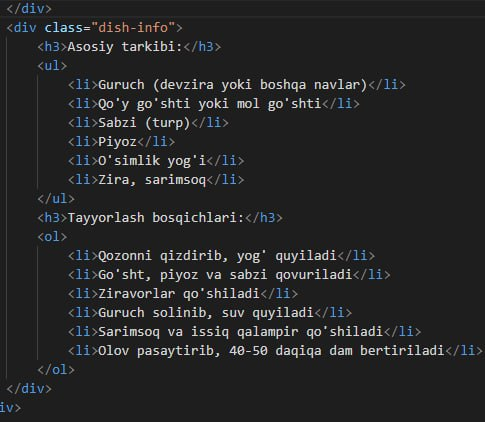 </div>
<div class="dish-info">
<h3>Asosiy tarkibi:</h3>
<ul>
<li>Guruch (devzira yoki boshqa navlar)</li>
<li>Qo'y go'shti yoki mol go'shti</li>
<li>Sabzi (turp)</li>
<li>Piyoz</li>
<li>O'simlik yog'i</li>
<li>Zira, sarimsoq</li>
</ul>
<h3>Tayyorlash bosqichlari:</h3>
<ol>
<li>Qozonni qizdirib, yog' quyiladi</li>
<li>Go'sht, piyoz va sabzi qovuriladi</li>
<li>Ziravorlar qo'shiladi</li>
<li>Guruch solinib, suv quyiladi</li>
<li>Sarimsoq va issiq qalampir qo'shiladi</li>
<li>Olov pasaytirib, 40-50 daqiqa dam bertiriladi</li>
</ol>
</div>
iv>